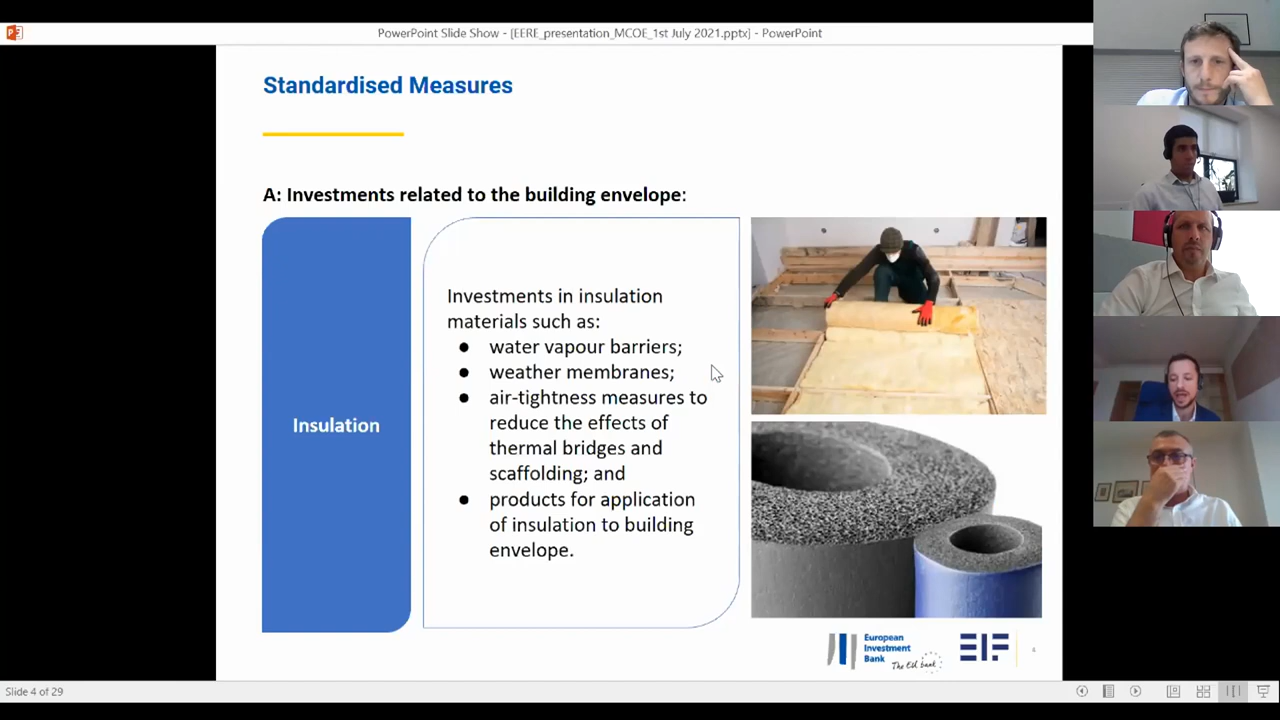 PowerPoint Slide Show - [EERE_presentation_MCOE_1st July 2021.pptx] - PowerPoint
Standardised Measures
A: Investments related to the building envelope:
Insulation
Investments in insulation
materials such as:
● water vapour barriers;
● weather membranes;
● air-tightness measures to
reduce the effects of
thermal bridges and
scaffolding; and
● products for application
of insulation to building
envelope.
European
Investment
Bank
The EU bank
EIF
Slide 4 of 29